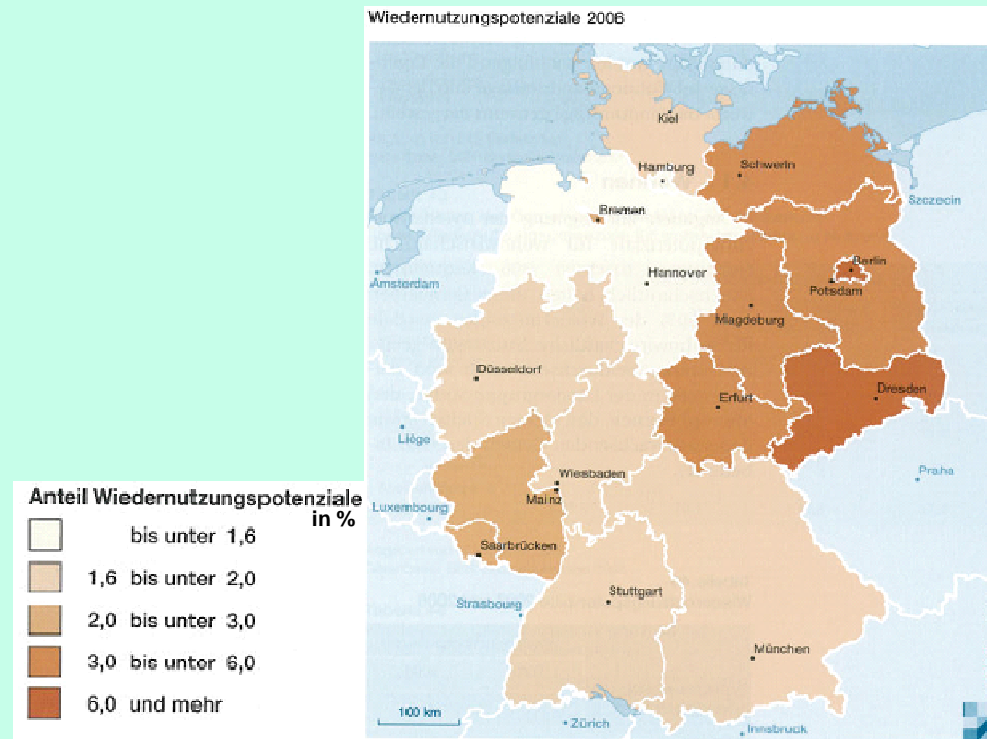 Wiedernutzungspotenziale 2006
Kiel
Hamburg
Schwerin
Szczecin
Bremen
Berlin
Amsterdam
Hannover
Potsdam
Magdeburg
Düsseldorf
Dresden
Erfurt
Liège
Praha
Wiesbaden
Mainz
Luxembourg
Saarbrücken
Strasbourg
Stuttgart
München
100 km
Zürich
Innsbruck
Anteil Wiedernutzungspotenziale
in %
bis unter 1,6
1,6 bis unter 2,0
2,0 bis unter 3,0
3,0 bis unter 6,0
6,0 und mehr